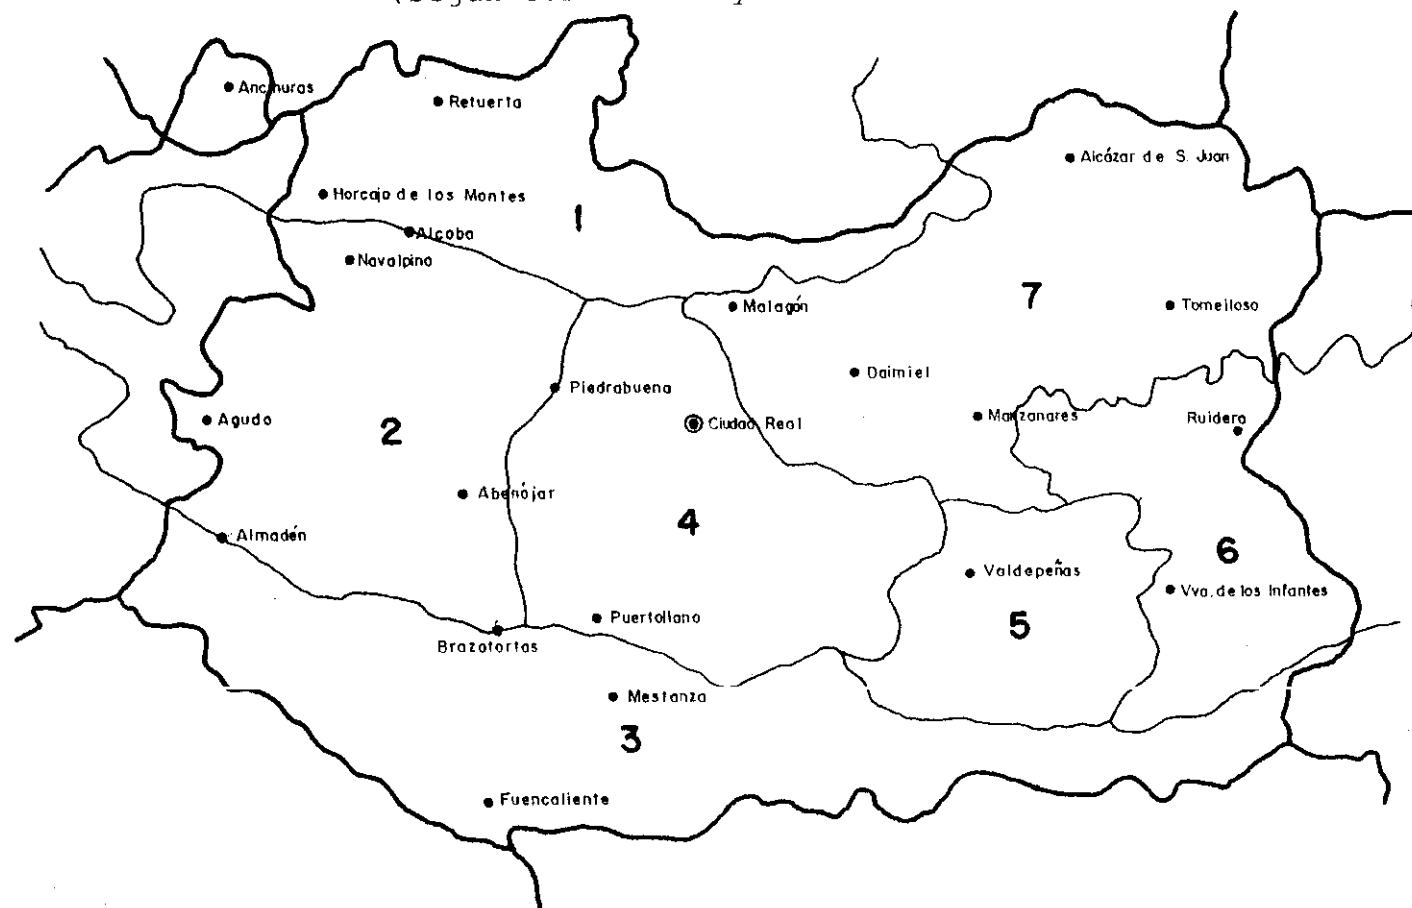 Anchuras
Retuerta
Alcázar de S. Juan
Horcajo de los Montes
1
Alcoba
Navalpino
7
Malagón
Tomelloso
Daimiel
Piedrabuena
Manzanares
Ruidera
Agudo
2
Ciudad Real
Abenójar
4
Almadén
6
Valdepeñas
Vva. de los Infantes
Puertollano
5
Brazatortas
Mestanza
3
Fuencaliente